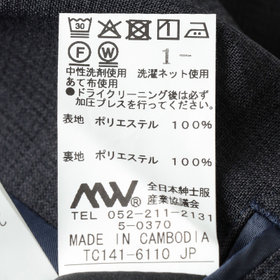 30
F W 1
中性洗剤使用 洗濯ネット使用
あて布使用
●ドライクリーニング後は必ず
加圧プレスを行ってください。
表地 ポリエステル 100%
裏地 ポリエステル 100%
MW 全日本紳士服
産業協議会
TEL 052-211-2131
5-0370
MADE IN CAMBODIA
TC141-6110 JP